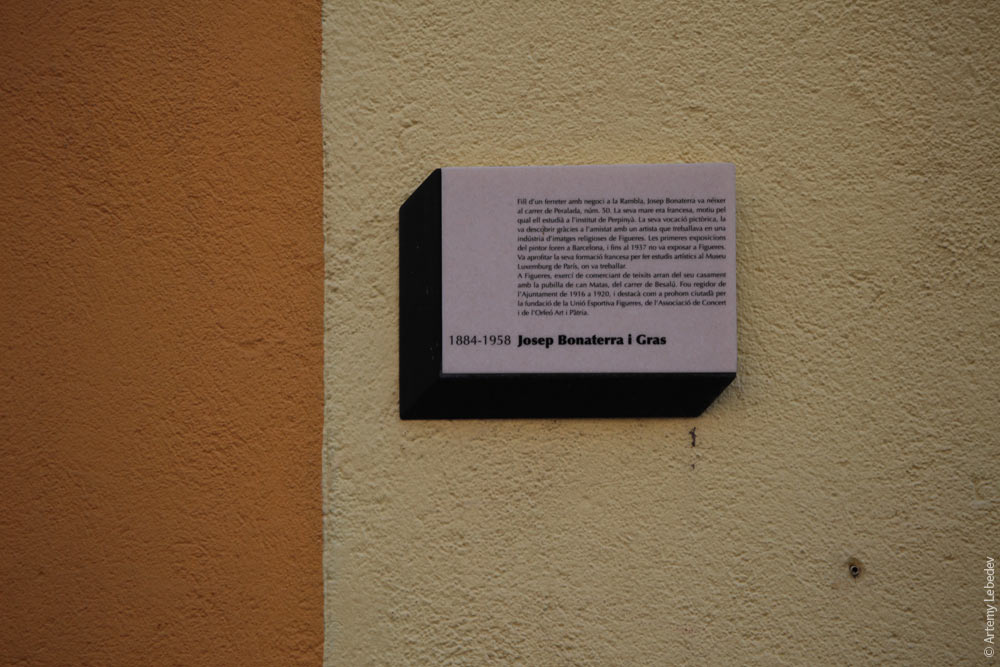 Fill d'un ferreter amb negoci a la Rambla, Josep Bonaterra va néixer
al carrer de Peralada, núm. 50. La seva mare era francesa, motiu pel
qual ell estudià a l'institut de Perpinyà. La seva vocació pictòrica, la
va descobrir gràcies a l'amistat amb un artista que treballava en una
indústria d'imatges religioses de Figueres. Les primeres exposicions
del pintor foren a Barcelona, i fins al 1937 no va exposar a Figueres.
Va aprofitar la seva formació francesa per fer estudis artístics al Museu
Luxemburg de París, on va treballar.
A Figueres, exercí de comerciant de teixits arran del seu casament
amb la pubilla de can Matas, del carrer de Besalú. Fou regidor de
l'Ajuntament de 1916 a 1920, i destacà com a prohom ciutadà per
la fundació de la Unió Esportiva Figueres, de l'Associació de Concert
i de l'Orfeó Art i Pàtria.
1884-1958 Josep Bonaterra i Gras
© Artemy Lebedev